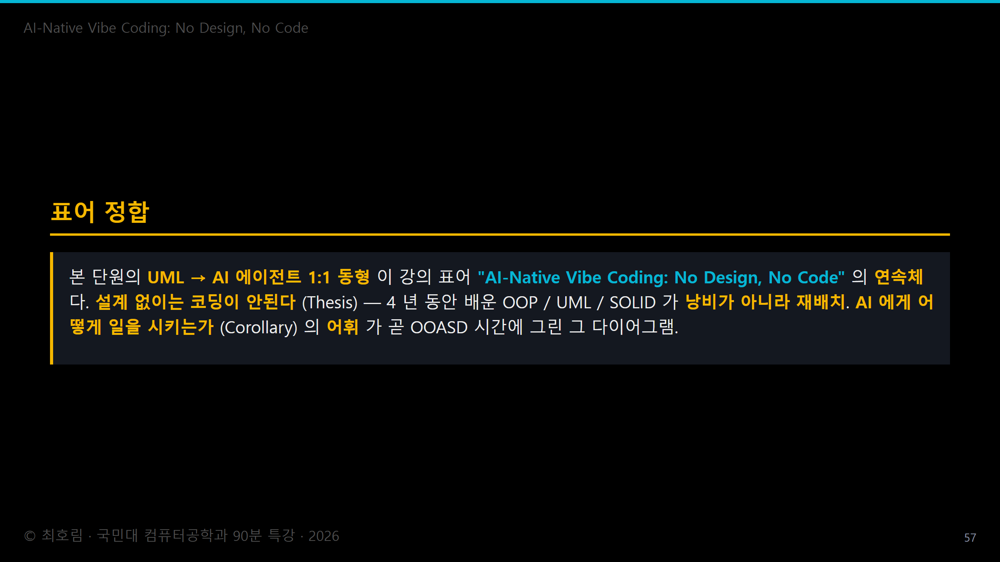 AI-Native Vibe Coding: No Design, No Code
표어 정합
본 단원의 UML → AI 에이전트 1:1 동형 이 강의 표어 "AI-Native Vibe Coding: No Design, No Code" 의 연속체
다. 설계 없이는 코딩이 안된다 (Thesis) — 4 년 동안 배운 OOP / UML / SOLID 가 낭비가 아니라 재배치. AI 에게 어
떻게 일을 시키는가 (Corollary) 의 어휘 가 곧 OOASD 시간에 그린 그 다이어그램.
© 최호림 · 국민대 컴퓨터공학과 90분 특강 · 2026
57